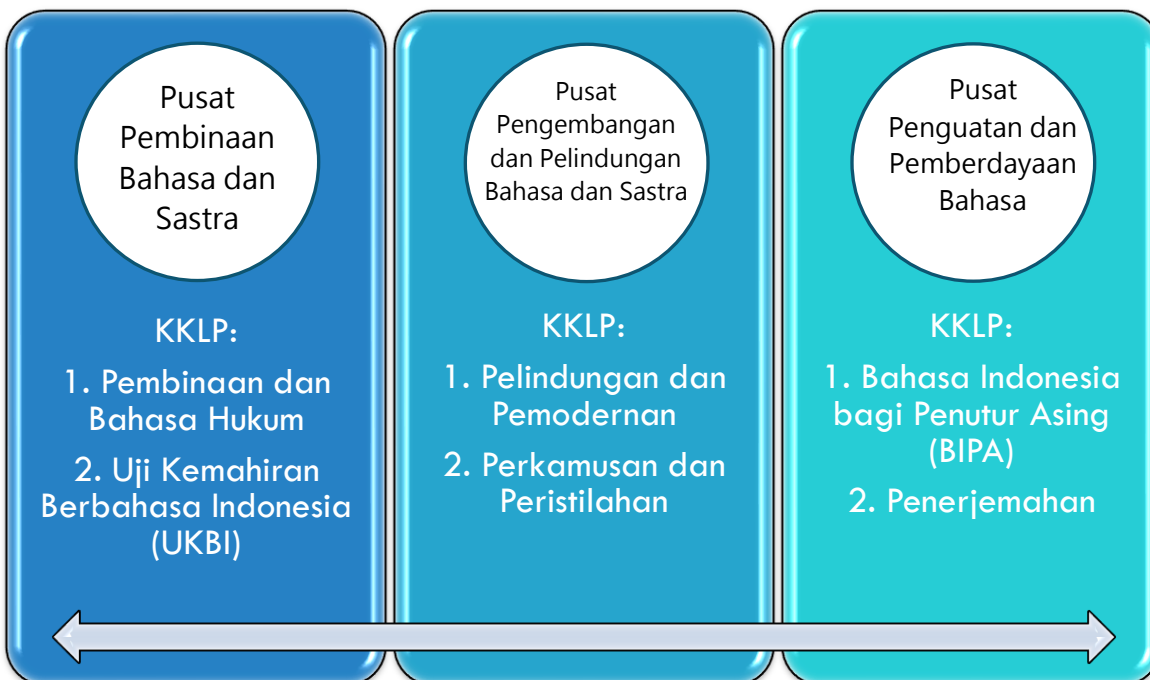 Pusat
Pembinaan
Bahasa dan
Sastra
KKLP:
1. Pembinaan dan
Bahasa Hukum
2. Uji Kemahiran
Berbahasa Indonesia
(UKBI)
Pusat
Pengembangan
dan Pelindungan
Bahasa dan Sastra
KKLP:
1. Pelindungan dan
Pemodernan
2. Perkamusan dan
Peristilahan
Pusat
Penguatan dan
Pemberdayaan
Bahasa
KKLP:
1. Bahasa Indonesia
bagi Penutur Asing
(BIPA)
2. Penerjemahan